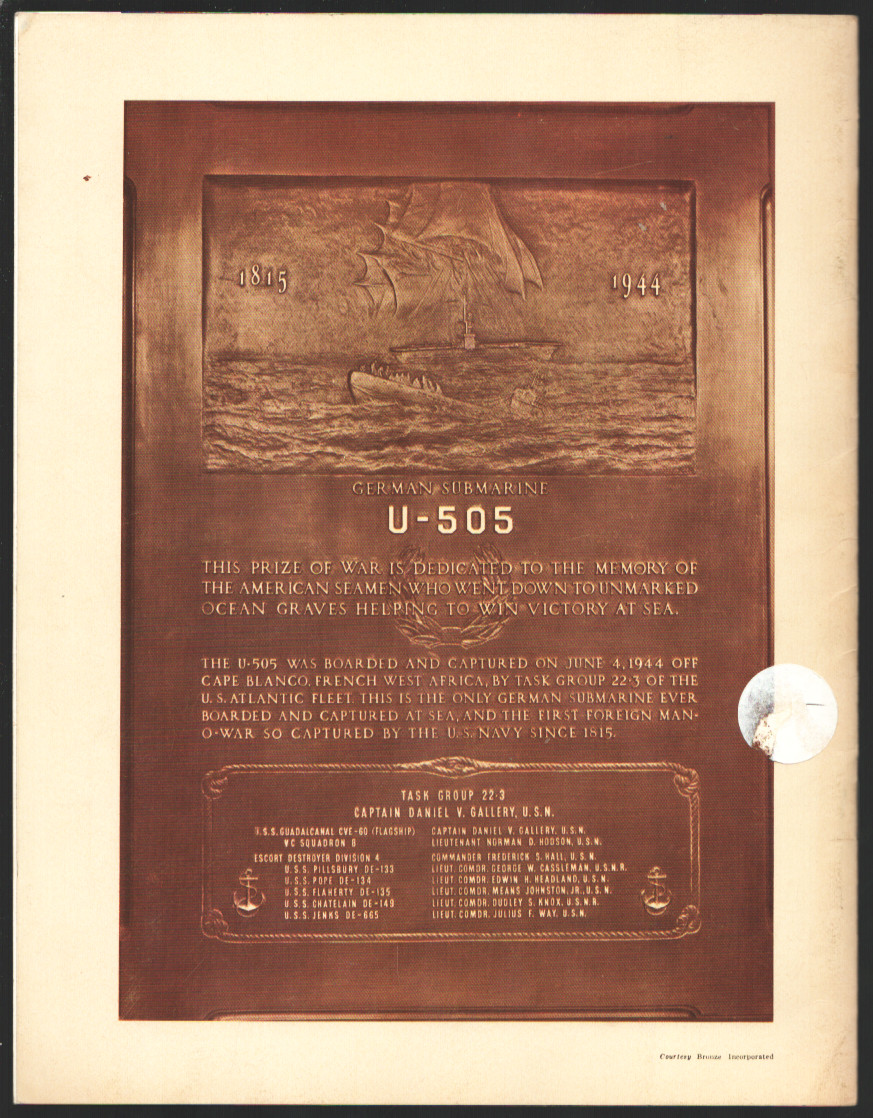 1815
1944
GERMAN SUBMARINE
U-505
THIS PRIZE OF WAR IS DEDICATED TO THE MEMORY OF
THE AMERICAN SEAMEN WHO WENT DOWN TO UNMARKED
OCEAN GRAVES HELPING TO WIN VICTORY AT SEA.
THE U-505 WAS BOARDED AND CAPTURED ON JUNE 4, 1944 OFF
CAPE BLANCO, FRENCH WEST AFRICA, BY TASK GROUP 22·3 OF THE
U. S. ATLANTIC FLEET. THIS IS THE ONLY GERMAN SUBMARINE EVER
BOARDED AND CAPTURED AT SEA, AND THE FIRST FOREIGN MAN-
O-WAR SO CAPTURED BY THE U. S. NAVY SINCE 1815.
TASK GROUP 22·3
CAPTAIN DANIEL V. GALLERY, U.S.N.
U.S.S. GUADALCANAL CVE-60 (FLAGSHIP) CAPTAIN DANIEL V. GALLERY, U.S.N.
VC SQUADRON 8 LIEUTENANT NORMAN D. HODSON, U.S.N.
ESCORT DESTROYER DIVISION 4 COMMANDER FREDERICK S. HALL, U.S.N.
U.S.S. PILLSBURY DE-133 LIEUT. COMDR. GEORGE W. CASSLEMAN, U.S.N.R.
U.S.S. POPE DE-134 LIEUT. COMDR. EDWIN H. HEADLAND, U.S.N.
U.S.S. FLAHERTY DE-135 LIEUT. COMDR. MEANS JOHNSTON, JR., U.S.N.
U.S.S. CHATELAIN DE-149 LIEUT. COMDR. DUDLEY S. KNOX, U.S.N.R.
U.S.S. JENKS DE-665 LIEUT. COMDR. JULIUS F. WAY, U.S.N.
Courtesy Bronze Incorporated